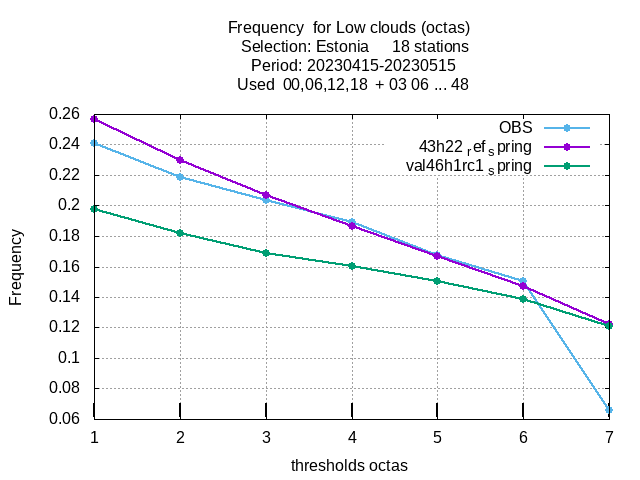 Frequency for Low clouds (octas)
Selection: Estonia 18 stations
Period: 20230415-20230515
Used 00,06,12,18 + 03 06 ... 48
0.26
0.24
0.22
0.2
0.18
0.16
0.14
0.12
0.1
0.08
0.06
Frequency
OBS
43h22 ref spring
val46h1rc1 spring
1 2 3 4 5 6 7
thresholds octas